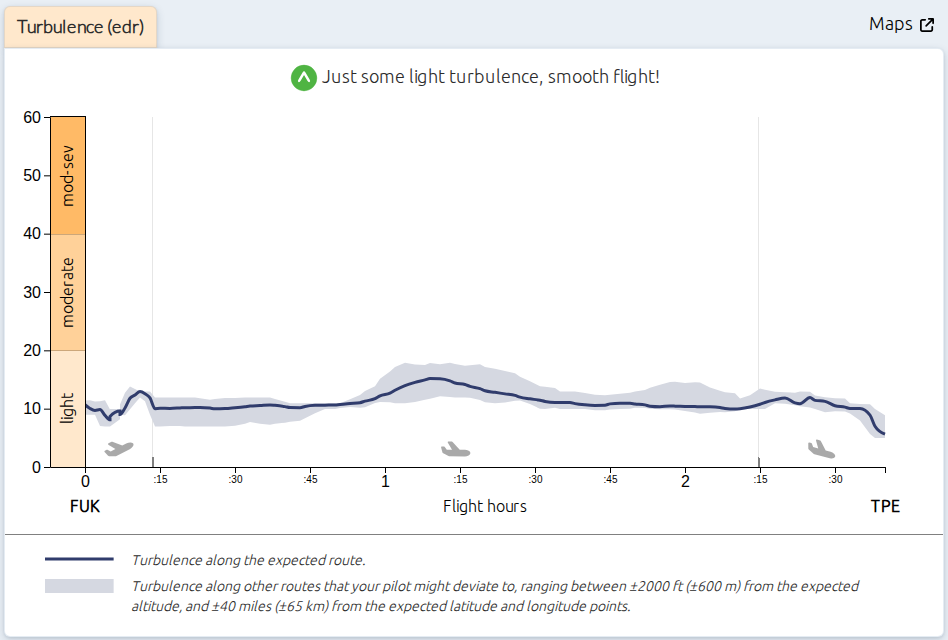 Turbulence (edr)
Maps
Just some light turbulence, smooth flight!
60
50
40
30
20
10
0
mod-sev
moderate
light
0
:15
:30
:45
1
:15
:30
:45
2
:15
:30
FUK
Flight hours
TPE
Turbulence along the expected route.
Turbulence along other routes that your pilot might deviate to, ranging between ±2000 ft (±600 m) from the expected
altitude, and ±40 miles (±65 km) from the expected latitude and longitude points.